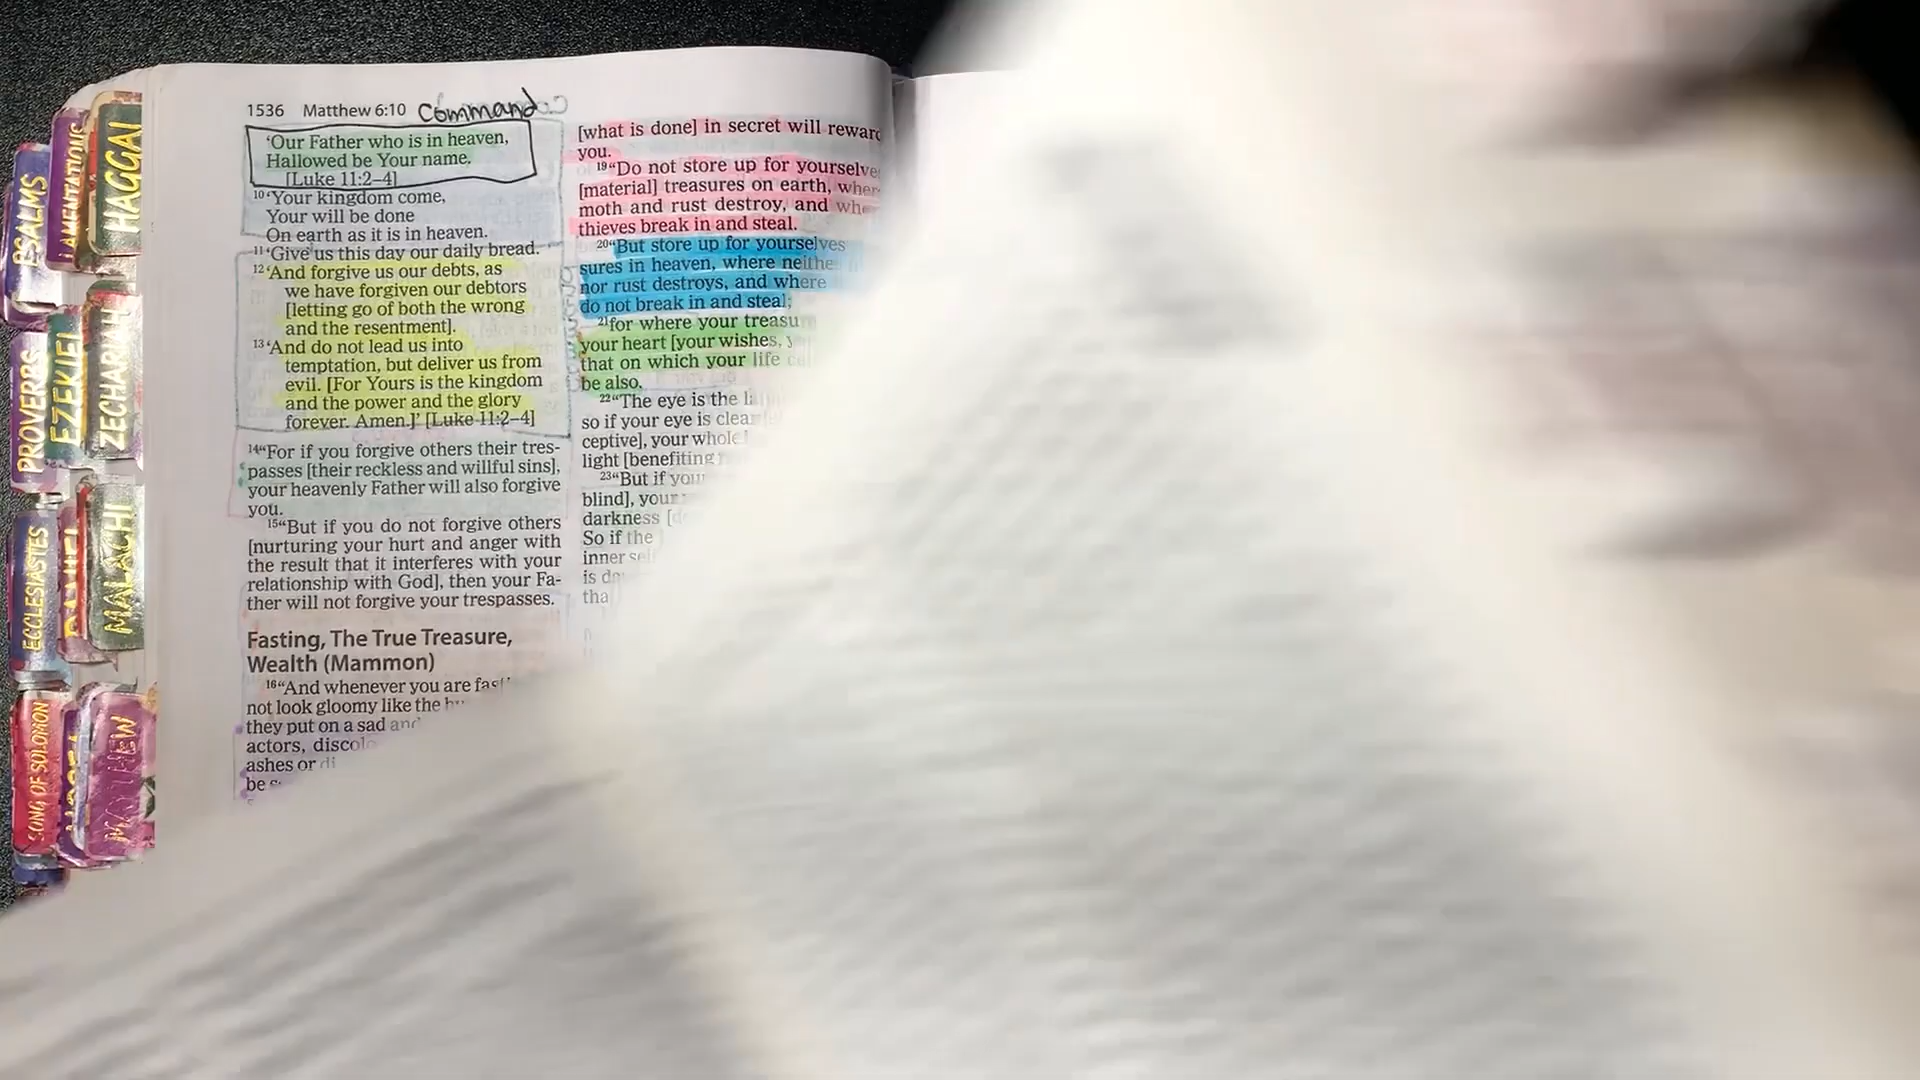 1536 Matthew 6:10 Command
‘Our Father who is in heaven,
Hallowed be Your name.
[Luke 11:2–4]
10‘Your kingdom come,
Your will be done
On earth as it is in heaven.
11‘Give us this day our daily bread.
12‘And forgive us our debts, as
we have forgiven our debtors
[letting go of both the wrong
and the resentment].
13‘And do not lead us into
temptation, but deliver us from
evil. [For Yours is the kingdom
and the power and the glory
forever. Amen.]’ [Luke 11:2–4]
14“For if you forgive others their tres-
passes [their reckless and willful sins],
your heavenly Father will also forgive
you.
15“But if you do not forgive others
[nurturing your hurt and anger with
the result that it interferes with your
relationship with God], then your Fa-
ther will not forgive your trespasses.
Fasting, The True Treasure,
Wealth (Mammon)
16“And whenever you are
not look gloomy like the
they put on a sad and
actors,
ashes or
be
[what is done] in secret will reward
you.
19“Do not store up for
[material] treasures on earth,
moth and rust destroy, and
thieves break in and steal.
20“But store up for yourselves
sures in heaven, where
nor rust destroys, and where
do not break in and steal;
21for where your
your heart [your wishes,
that on which your life
be also.
22“The eye is the
so if your eye is
ceptive], your whole
light [benefiting
23“But if
blind], your
darkness
So if the
inner
is
PSALMS
LAMENTATIONS
HAGGAI
PROVERBS
EZEKIEL
ZECHARIAH
ECCLESIASTES
DANIEL
MALACHI
SONG OF SOLOMON
HOSEA
MATTHEW